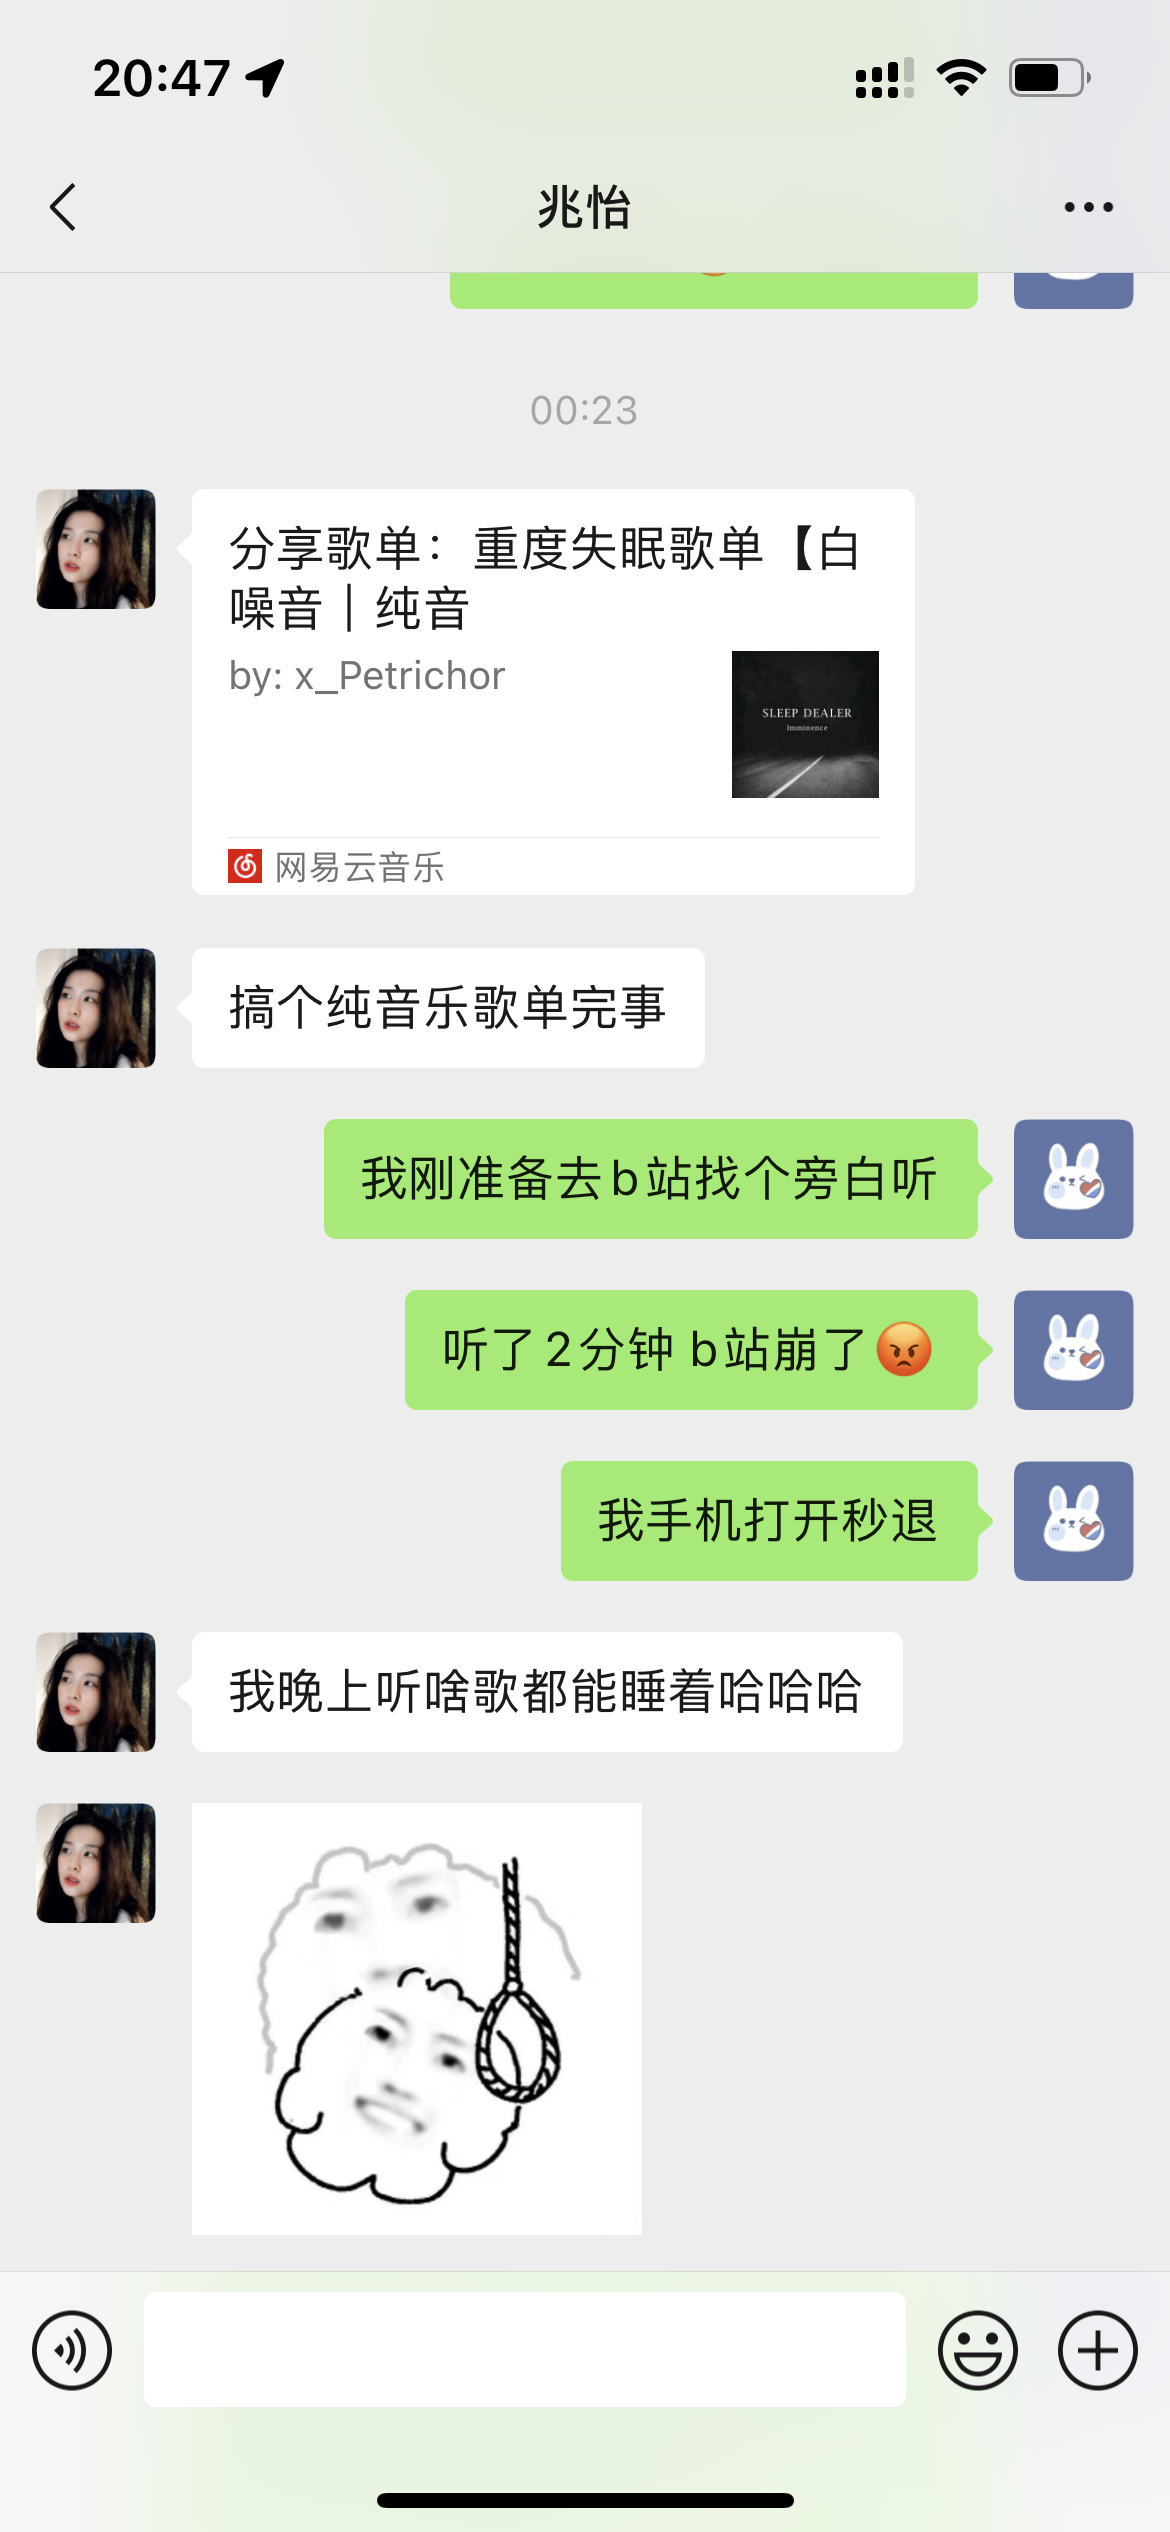 20:47
兆怡
00:23
分享歌单：重度失眠歌单【白
噪音｜纯音
by: x_Petrichor
SLEEP DEALER
Imminence
网易云音乐
搞个纯音乐歌单完事
我刚准备去b站找个旁白听
听了2分钟 b站崩了😡
我手机打开秒退
我晚上听啥歌都能睡着哈哈哈